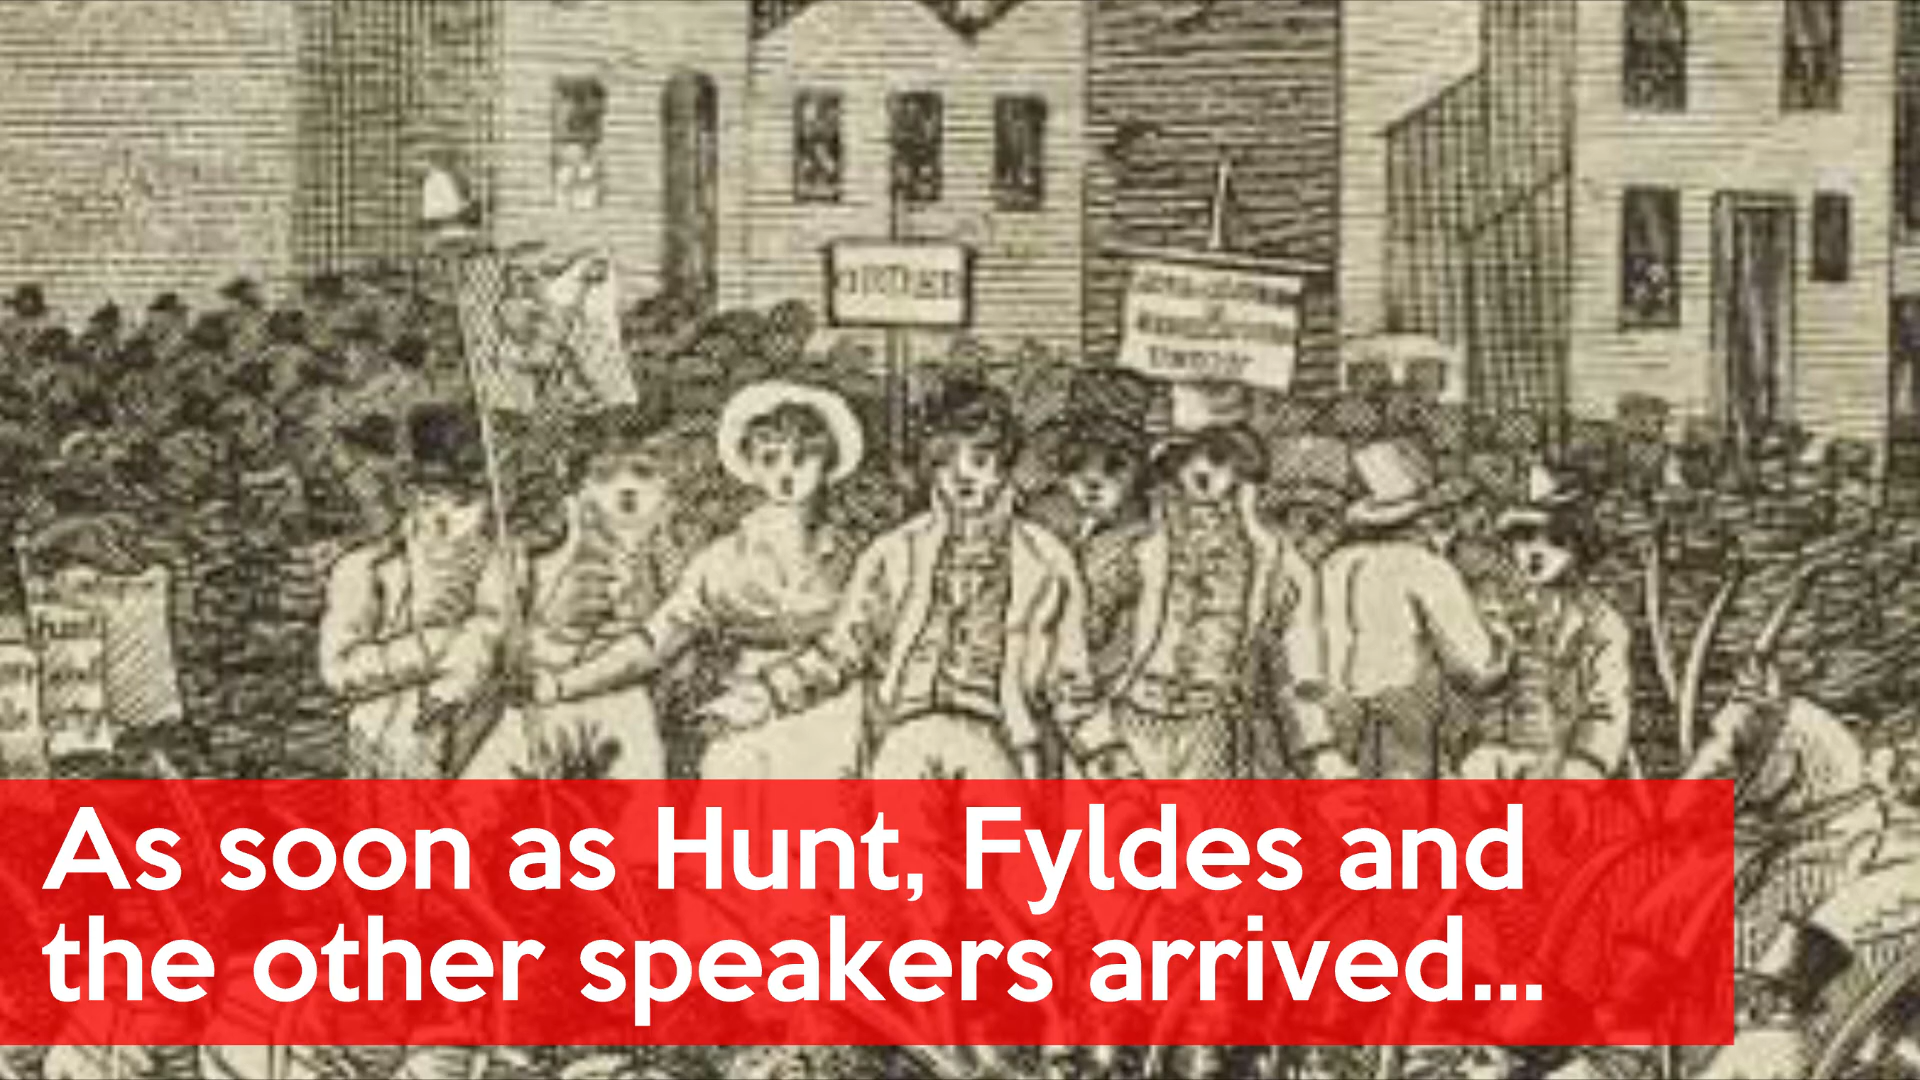 As soon as Hunt, Fyldes and
the other speakers arrived...